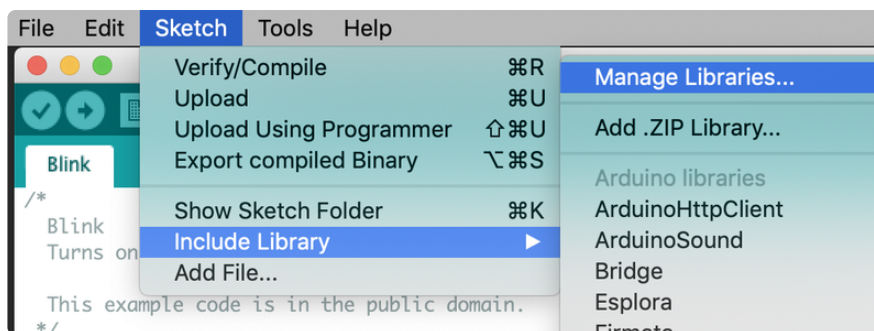 File Edit Sketch Tools Help
Verify/Compile ⌘R
Upload ⌘U
Upload Using Programmer ⇧⌘U
Export compiled Binary ⌥⌘S
Show Sketch Folder ⌘K
Include Library ▶
Add File...
Manage Libraries...
Add .ZIP Library...
Arduino libraries
ArduinoHttpClient
ArduinoSound
Bridge
Esplora
Blink
/*
Blink
Turns on
This example code is in the public domain.
*/